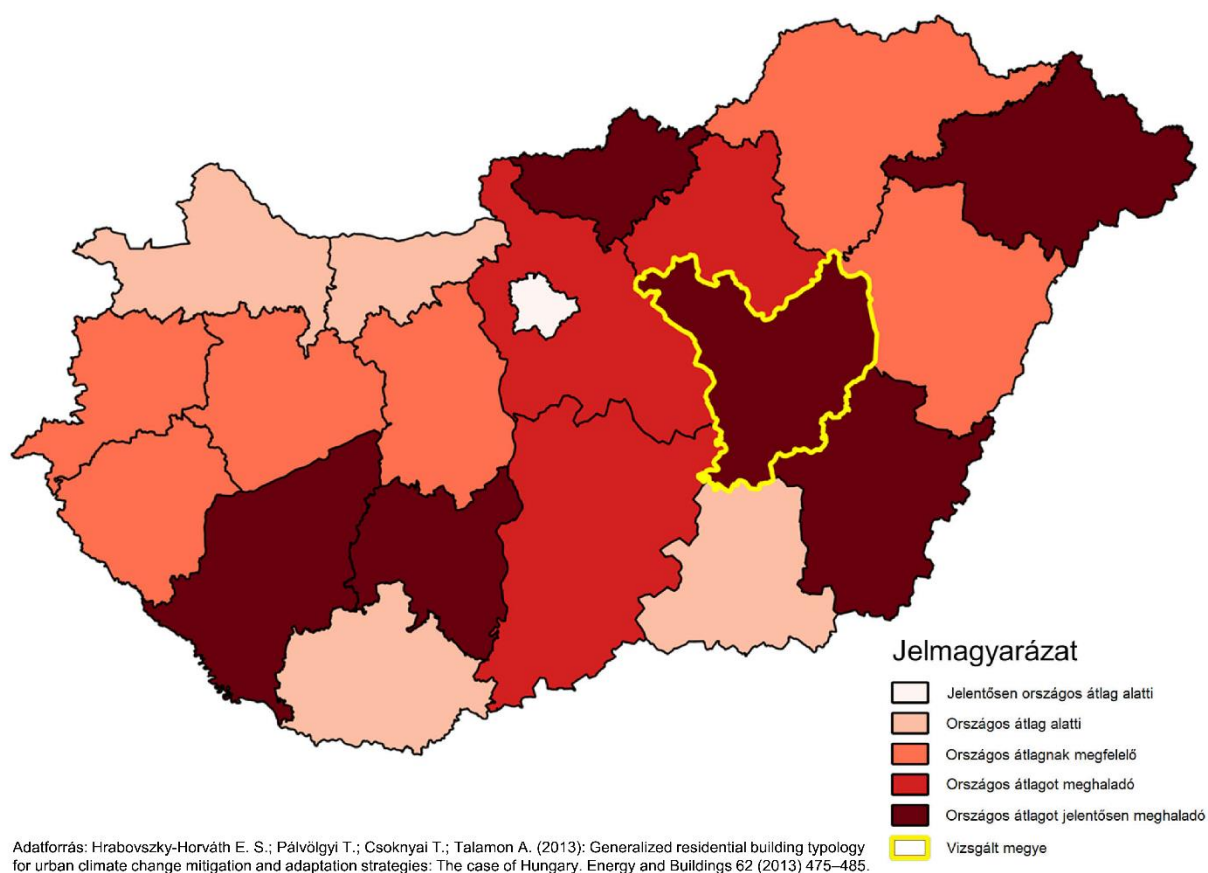 Jelmagyarázat
Jelentősen országos átlag alatti
Országos átlag alatti
Országos átlagnak megfelelő
Országos átlagot meghaladó
Országos átlagot jelentősen meghaladó
Vizsgált megye
Adatforrás: Hrabovszky-Horváth E. S.; Pálvölgyi T.; Csoknyai T.; Talamon A. (2013): Generalized residential building typology
for urban climate change mitigation and adaptation strategies: The case of Hungary. Energy and Buildings 62 (2013) 475–485.